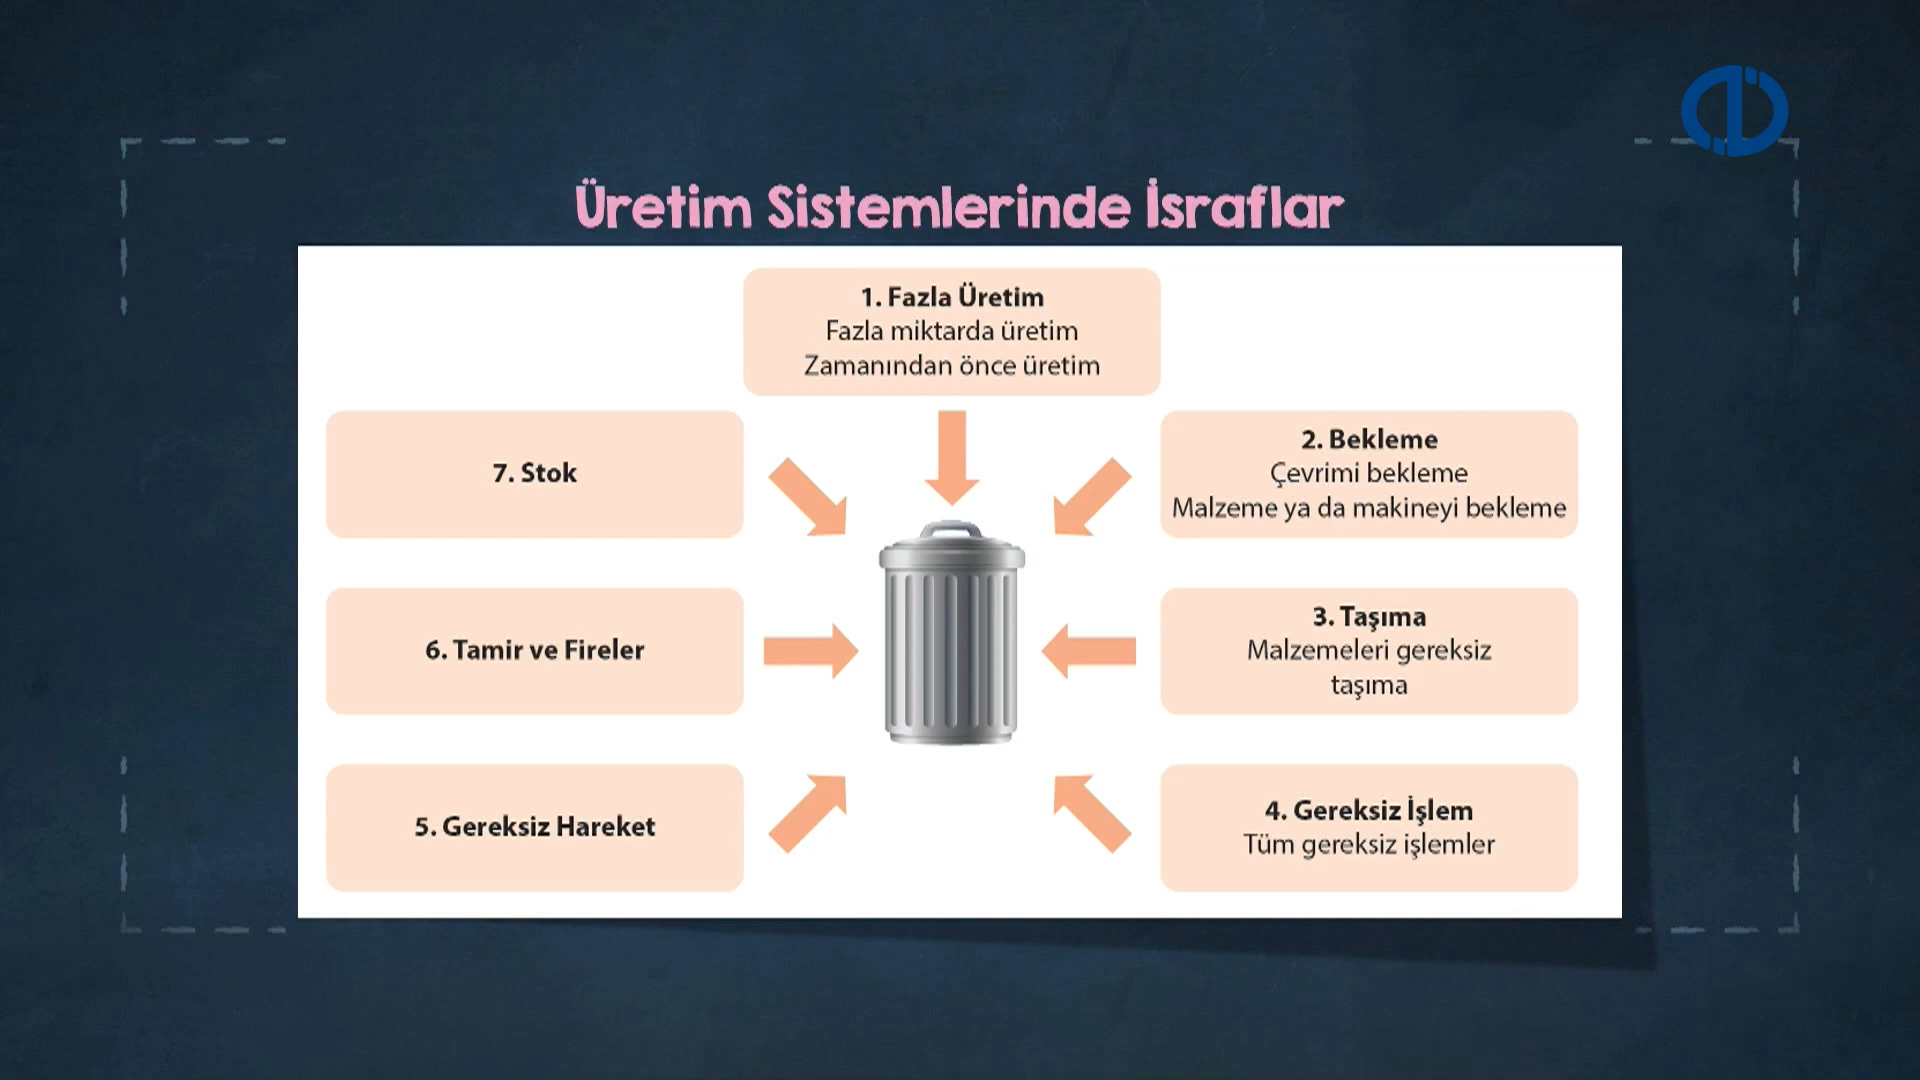 Üretim Sistemlerinde İsraflar
1. Fazla Üretim
Fazla miktarda üretim
Zamanından önce üretim
2. Bekleme
Çevrimi bekleme
Malzeme ya da makineyi bekleme
3. Taşıma
Malzemeleri gereksiz
taşıma
4. Gereksiz İşlem
Tüm gereksiz işlemler
5. Gereksiz Hareket
6. Tamir ve Fireler
7. Stok